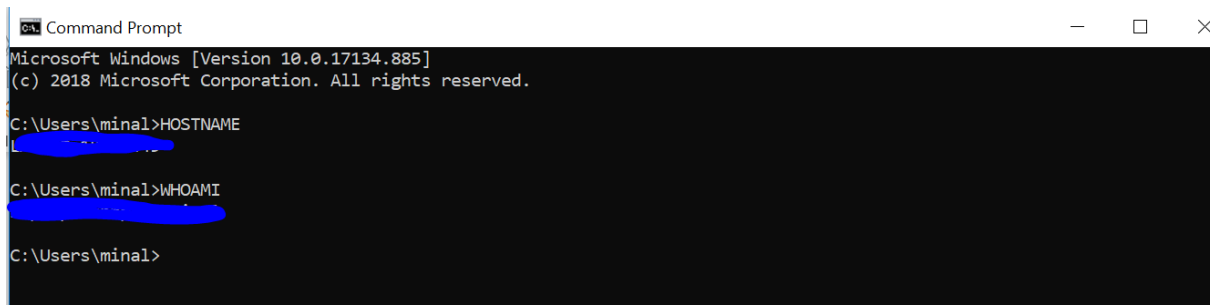 Command Prompt
Microsoft Windows [Version 10.0.17134.885]
(c) 2018 Microsoft Corporation. All rights reserved.
C:\Users\minal>HOSTNAME
C:\Users\minal>WHOAMI
C:\Users\minal>